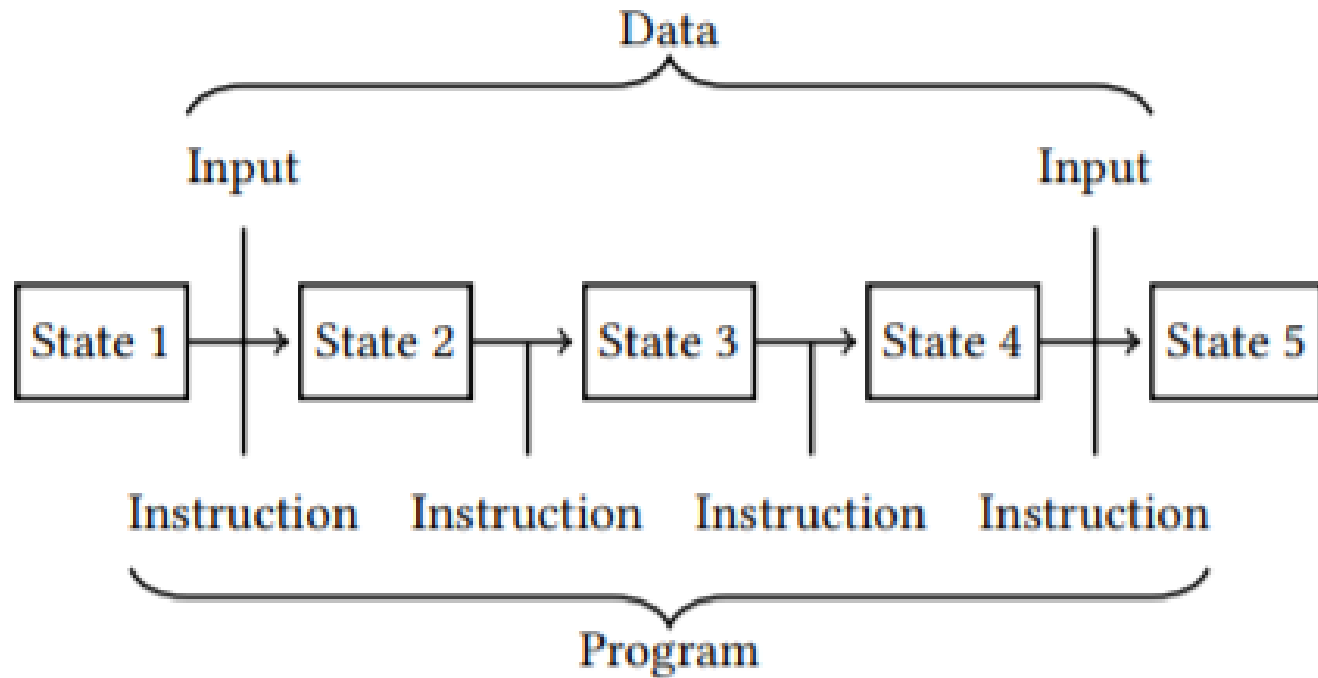 Data
Input Input
State 1 State 2 State 3 State 4 State 5
Instruction Instruction Instruction Instruction
Program